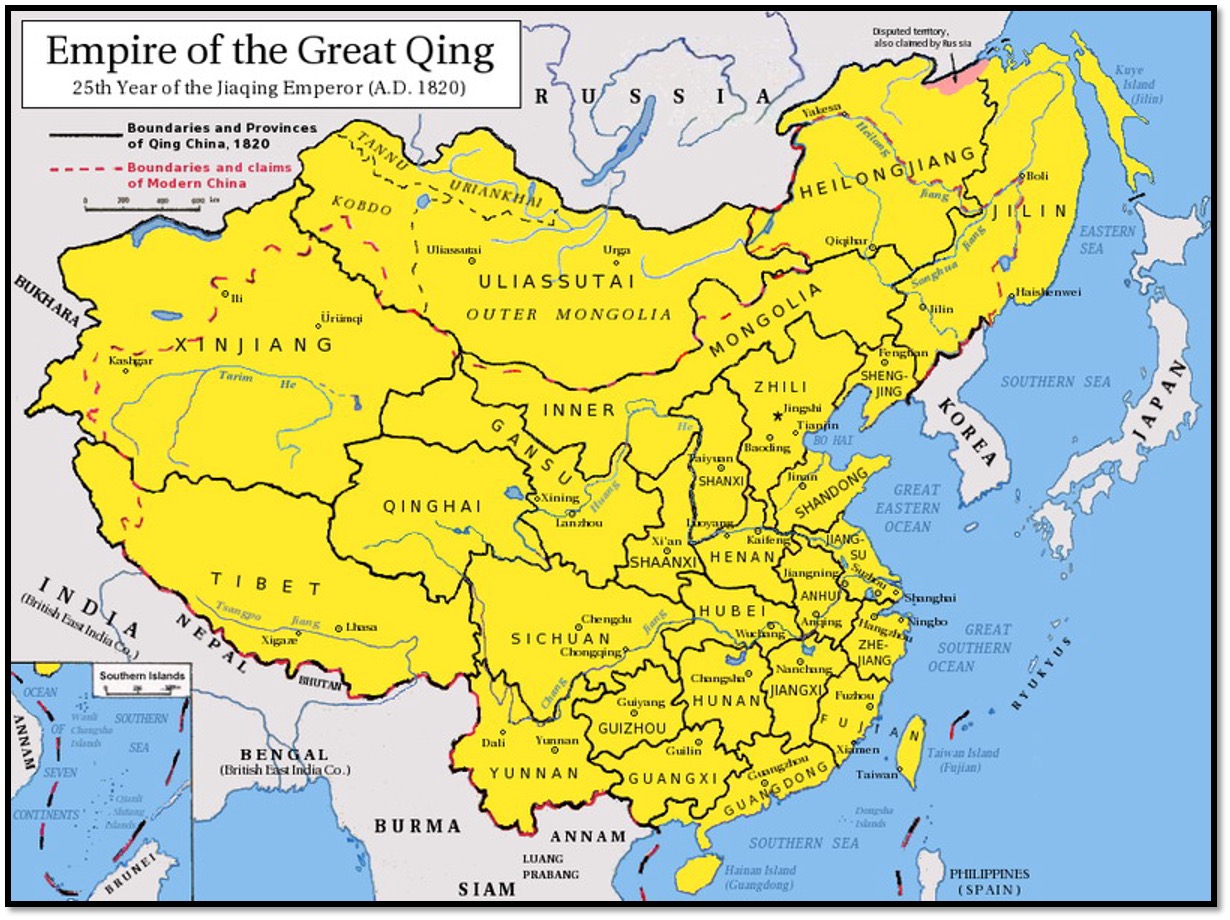 Empire of the Great Qing
25th Year of the Jiaqing Emperor (A.D. 1820)
Boundaries and Provinces
of Qing China, 1820
Boundaries and claims
of Modern China
0 200 400 600 km
Disputed territory,
also claimed by Russia
RUSSIA
Kuye
Island
(Jilin)
Yakesa
Heilong
Jiang
HEILONGJIANG
Boli
JILIN
TANNU
URIANKHAI
KOBDO
Uliassutai
Urga
Qiqihar
Songhua
Jiang
EASTERN
SEA
ULIASSUTAI
OUTER MONGOLIA
MONGOLIA
BUKHARA
Ili
Ürümqi
Haishenwei
Jilin
XINJIANG
Kashgar
Tarim He
Fenghan
SHENG-
JING
ZHILI
INNER
He
GANSU
Jingshi
Tianjin
Baoding
BO HAI
SOUTHERN SEA
KOREA
JAPAN
Taiyuan
SHANXI
Jinan
SHANDONG
QINGHAI
Xining
Lanzhou
Huang
GREAT
EASTERN
OCEAN
Luoyang
Kaifeng
Xi'an
SHAANXI
HENAN
JIANG-
SU
TIBET
Tsangpo Jiang
Xigaze
Lhasa
Jiangning
Suzhou
ANHUI
Shanghai
HUBEI
Anqing
Ningbo
Hangzhu
Wuchang
Chengdu
SICHUAN
Chongqing
Jiang
Chang
ZHE-
JIANG
GREAT
SOUTHERN
OCEAN
INDIA
(British East India Co.)
NEPAL
BHUTAN
Nanchang
Changsha
HUNAN
JIANGXI
Fuzhou
FUJIAN
RYUKYUS
Guiyang
GUIZHOU
Dali
Yunnan
YUNNAN
Guilin
GUANGXI
Guangzhou
GUANGDONG
Xiamen
Taiwan
Taiwan Island
(Fujian)
BENGAL
(British East India Co.)
BURMA
ANNAM
LUANG
PRABANG
SIAM
SOUTHERN SEA
Dongsha
Islands
Hainan Island
(Guangdong)
PHILIPPINES
(SPAIN)
Southern Islands
OCEAN
OF
SEVEN
CONTINENTS
ANNAM
Wanli
Changsha
Islands
SOUTHERN
SEA
Islands
BRUNEI